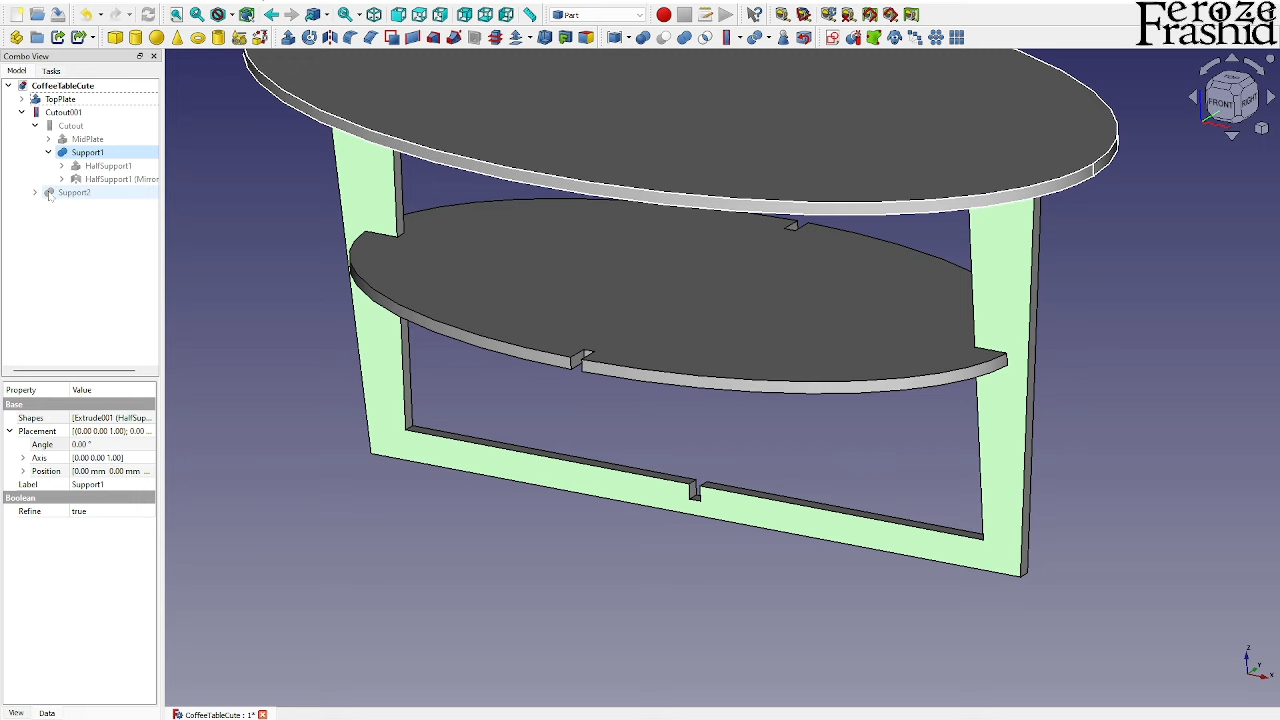 Part
Feroze
Frashid
Combo View
Model Tasks
CoffeeTableCute
TopPlate
Cutout001
Cutout
MidPlate
Support1
HalfSupport1
HalfSupport1 (Mirror
Support2
FRONT
RIGHT
Property Value
Base
Shapes [Extrude001 (HalfSup...
Placement [(0.00 0.00 1.00); 0.00 ...
Angle 0.00 °
Axis [0.00 0.00 1.00]
Position [0.00 mm 0.00 mm ...
Label Support1
Boolean
Refine true
Z
Y
X
View Data
CoffeeTableCute : 1*